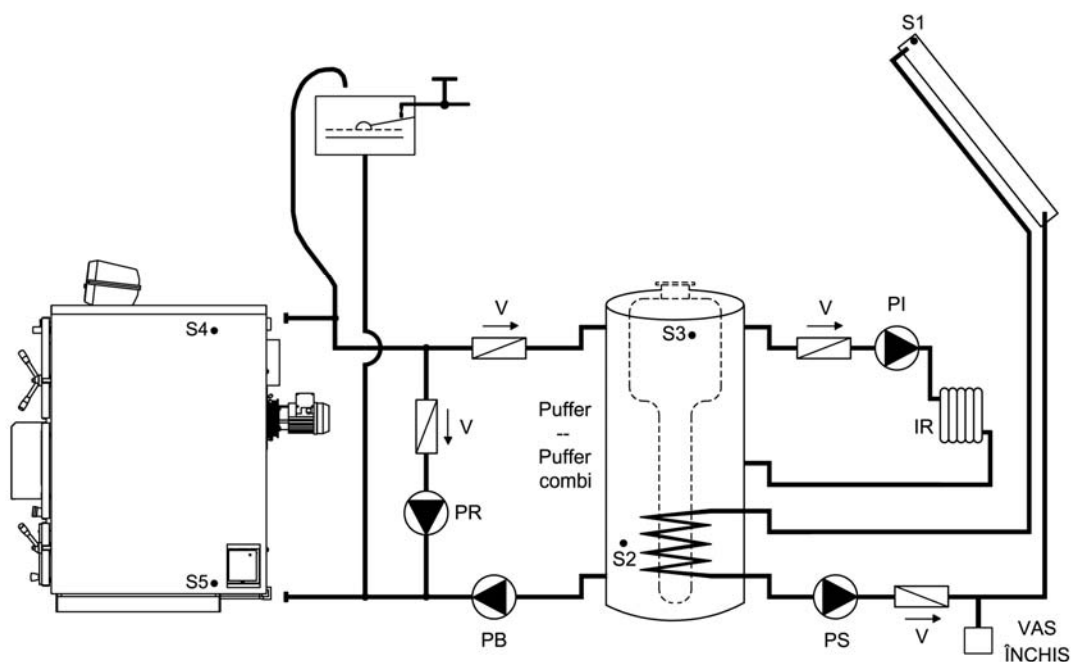 S1
V
V
PI
S4
S3
Puffer
--
Puffer
combi
V
IR
PR
S2
S5
PB
PS
V
VAS
ÎNCHIS